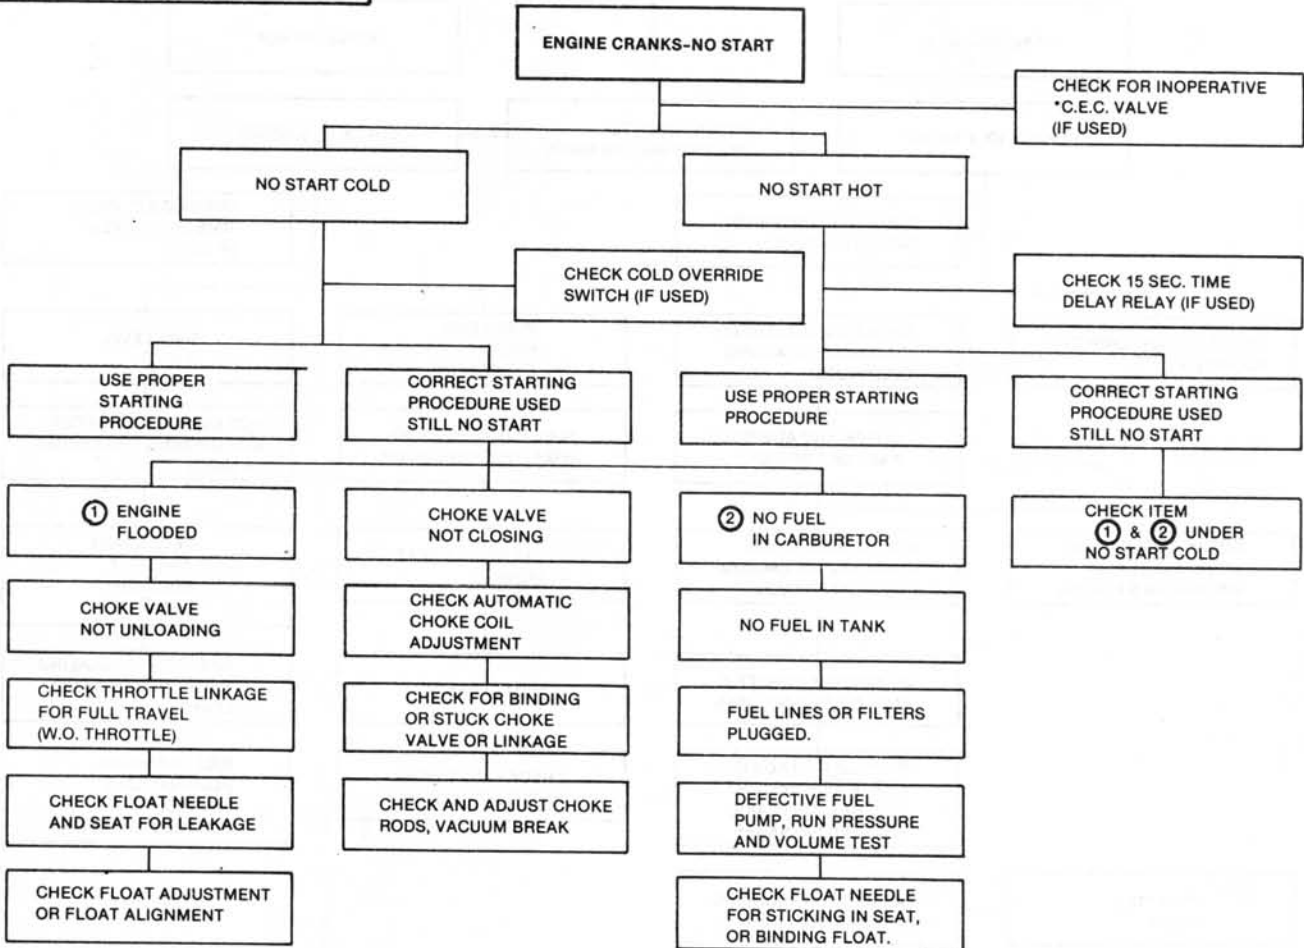 ENGINE CRANKS-NO START
CHECK FOR INOPERATIVE
*C.E.C. VALVE
(IF USED)
NO START COLD
NO START HOT
CHECK COLD OVERRIDE
SWITCH (IF USED)
CHECK 15 SEC. TIME
DELAY RELAY (IF USED)
USE PROPER
STARTING
PROCEDURE
CORRECT STARTING
PROCEDURE USED
STILL NO START
USE PROPER STARTING
PROCEDURE
CORRECT STARTING
PROCEDURE USED
STILL NO START
① ENGINE
FLOODED
CHOKE VALVE
NOT CLOSING
② NO FUEL
IN CARBURETOR
CHECK ITEM
① & ② UNDER
NO START COLD
CHOKE VALVE
NOT UNLOADING
CHECK AUTOMATIC
CHOKE COIL
ADJUSTMENT
NO FUEL IN TANK
CHECK THROTTLE LINKAGE
FOR FULL TRAVEL
(W.O. THROTTLE)
CHECK FOR BINDING
OR STUCK CHOKE
VALVE OR LINKAGE
FUEL LINES OR FILTERS
PLUGGED.
CHECK FLOAT NEEDLE
AND SEAT FOR LEAKAGE
CHECK AND ADJUST CHOKE
RODS, VACUUM BREAK
DEFECTIVE FUEL
PUMP, RUN PRESSURE
AND VOLUME TEST
CHECK FLOAT ADJUSTMENT
OR FLOAT ALIGNMENT
CHECK FLOAT NEEDLE
FOR STICKING IN SEAT,
OR BINDING FLOAT.